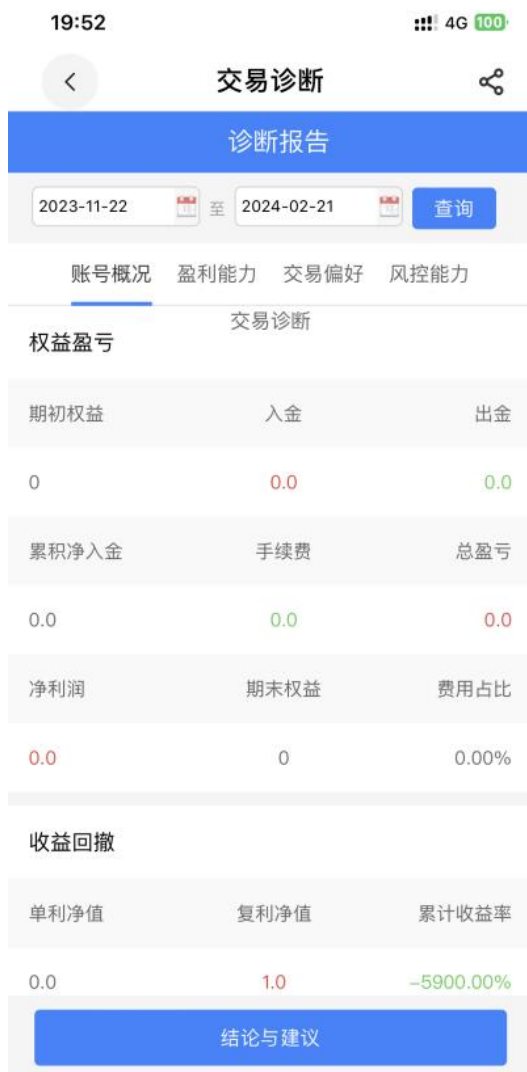 19:52 4G 100
交易诊断
诊断报告
2023-11-22 至 2024-02-21 查询
账号概况 盈利能力 交易偏好 风控能力
交易诊断
权益盈亏
期初权益 入金 出金
0 0.0 0.0
累积净入金 手续费 总盈亏
0.0 0.0 0.0
净利润 期末权益 费用占比
0.0 0 0.00%
收益回撤
单利净值 复利净值 累计收益率
0.0 1.0 -5900.00%
结论与建议